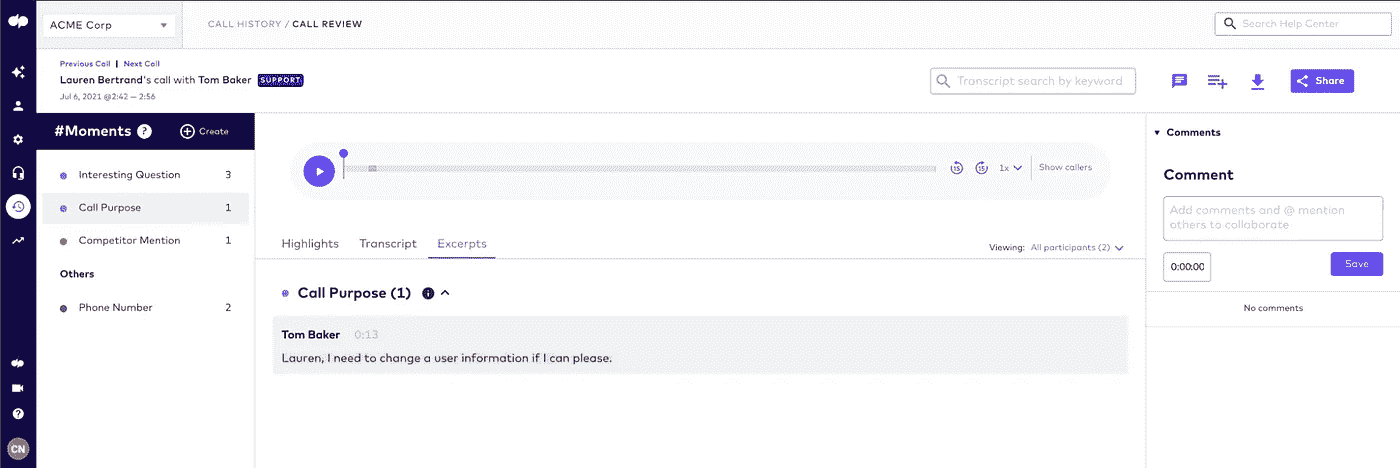 ACME Corp
CALL HISTORY / CALL REVIEW
Search Help Center
Previous Call | Next Call
Lauren Bertrand's call with Tom Baker SUPPORT
Jul 6, 2021 @2:42 — 2:56
Transcript search by keyword
Share
#Moments ? Create
Interesting Question 3
Call Purpose 1
Competitor Mention 1
Others
Phone Number 2
15 15 1x Show callers
Highlights Transcript Excerpts
Viewing: All participants (2)
Call Purpose (1)
Tom Baker 0:13
Lauren, I need to change a user information if I can please.
Comments
Comment
Add comments and @ mention
others to collaborate
0:00:00 Save
No comments
?
CN